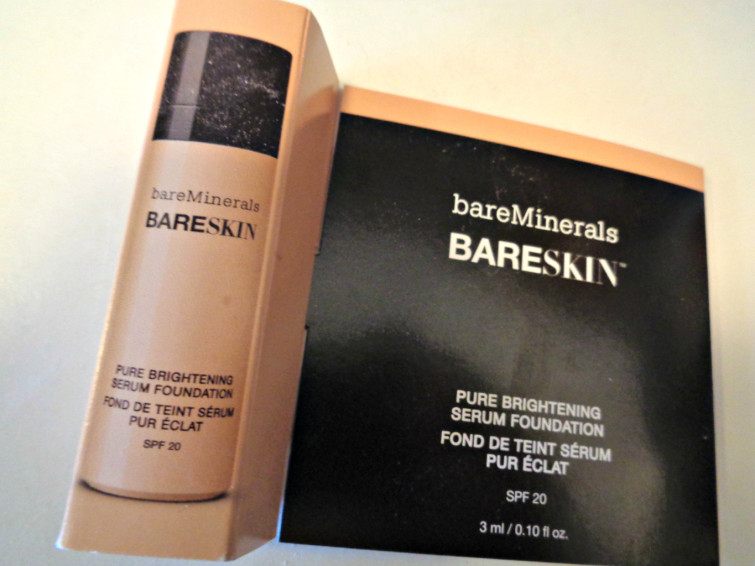 bareMinerals
BARESKIN
PURE BRIGHTENING
SERUM FOUNDATION
FOND DE TEINT SÉRUM
PUR ÉCLAT
SPF 20
bareMinerals
BARESKIN™
PURE BRIGHTENING
SERUM FOUNDATION
FOND DE TEINT SÉRUM
PUR ÉCLAT
SPF 20
3 ml / 0.10 fl oz.